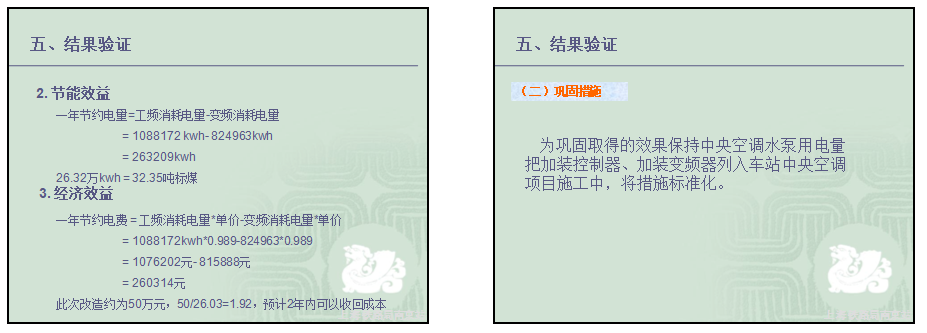 五、结果验证
2. 节能效益
一年节约电量=工频消耗电量-变频消耗电量
= 1088172 kwh- 824963kwh
= 263209kwh
26.32万kwh = 32.35吨标煤
3. 经济效益
一年节约电费 = 工频消耗电量*单价-变频消耗电量*单价
= 1088172kwh*0.989-824963*0.989
= 1076202元- 815888元
= 260314元
此次改造约为50万元，50/26.03=1.92，预计2年内可以收回成本
五、结果验证
（二）巩固措施
为巩固取得的效果保持中央空调水泵用电量
把加装控制器、加装变频器列入车站中央空调
项目施工中，将措施标准化。